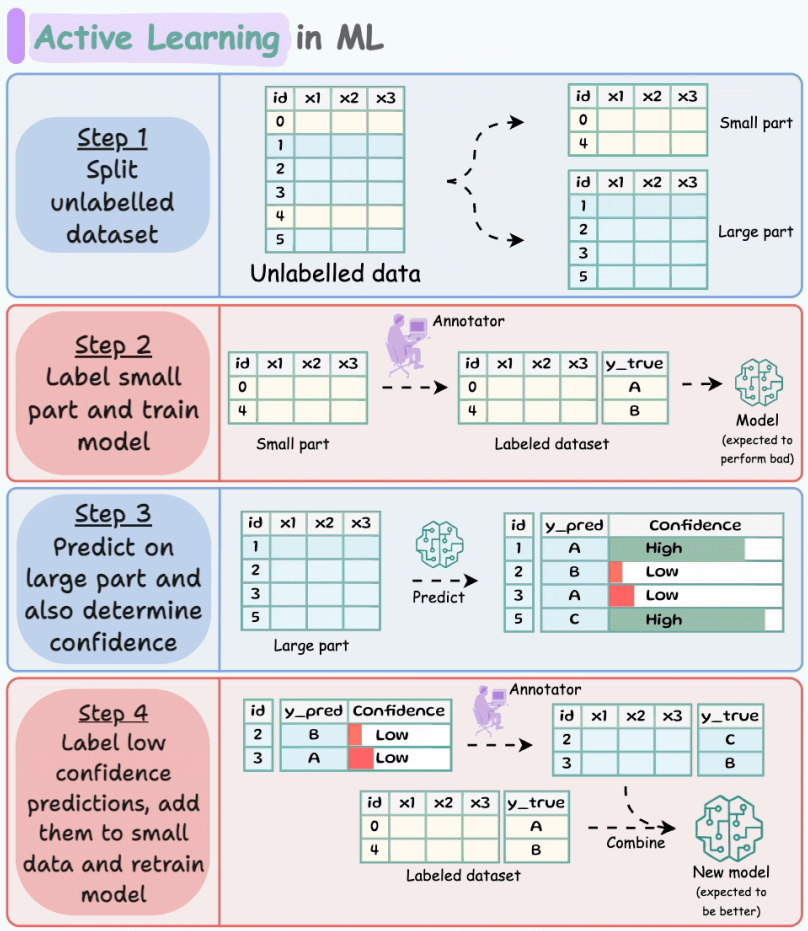 Active Learning in ML
Step 1
Split
unlabelled
dataset
id x1 x2 x3
0
1
2
3
4
5
Unlabelled data
id x1 x2 x3
0
4
Small part
id x1 x2 x3
1
2
3
5
Large part
Step 2
Label small
part and train
model
id x1 x2 x3
0
4
Small part
Annotator
id x1 x2 x3 y_true
0 A
4 B
Labeled dataset
Model
(expected to
perform bad)
Step 3
Predict on
large part and
also determine
confidence
id x1 x2 x3
1
2
3
5
Large part
Predict
id y_pred Confidence
1 A High
2 B Low
3 A Low
5 C High
Step 4
Label low
confidence
predictions, add
them to small
data and retrain
model
id y_pred Confidence
2 B Low
3 A Low
Annotator
id x1 x2 x3 y_true
2 C
3 B
id x1 x2 x3 y_true
0 A
4 B
Labeled dataset
Combine
New model
(expected to
be better)